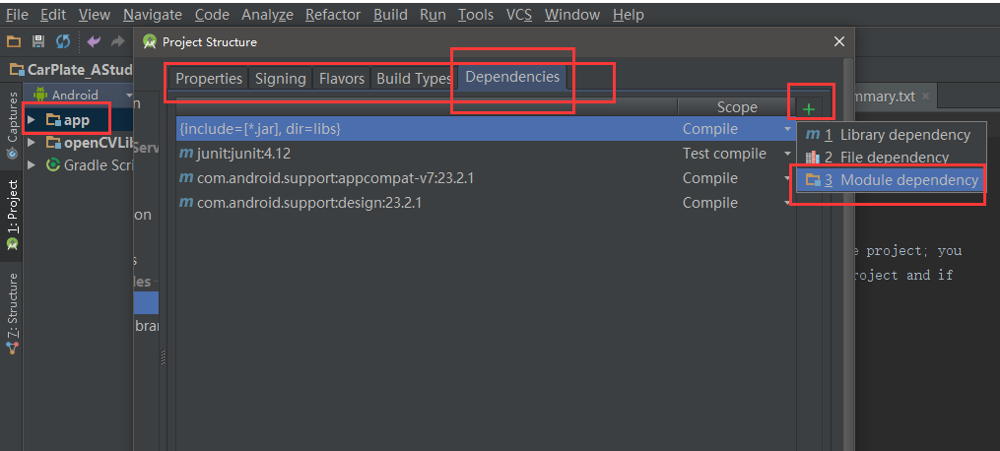 File Edit View Navigate Code Analyze Refactor Build Run Tools VCS Window Help
Project Structure
CarPlate_AStud
Captures
1: Project
7: Structure
Android
app
openCVLib
Gradle Scri
Properties Signing Flavors Build Types Dependencies
Scope
{include=[*.jar], dir=libs} Compile
m junit:junit:4.12 Test compile
m com.android.support:appcompat-v7:23.2.1 Compile
m com.android.support:design:23.2.1 Compile
mmary.txt
m 1 Library dependency
2 File dependency
3 Module dependency
on
Serv
ion
s
les
bra
e project; you
roject and if